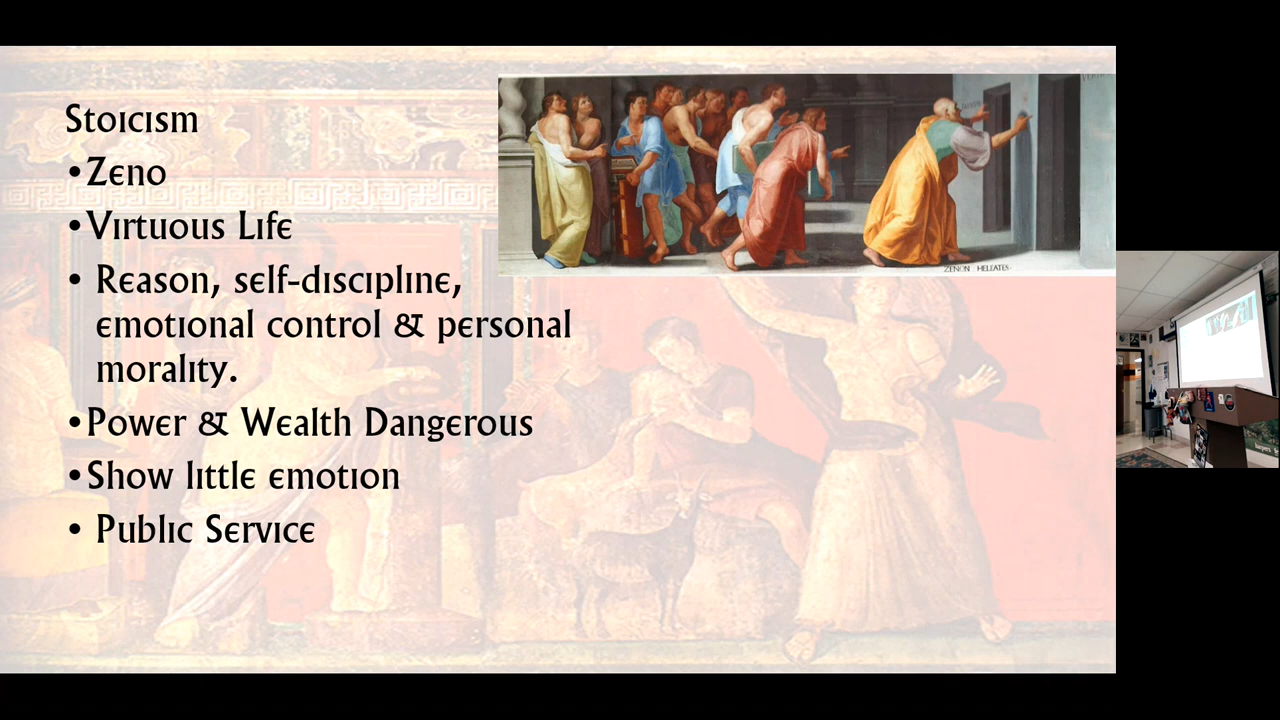 Stoicism
•Zeno
•Virtuous Life
• Reason, self-discipline,
emotional control & personal
morality.
•Power & Wealth Dangerous
•Show little emotion
• Public Service
ZENON HELEATES·